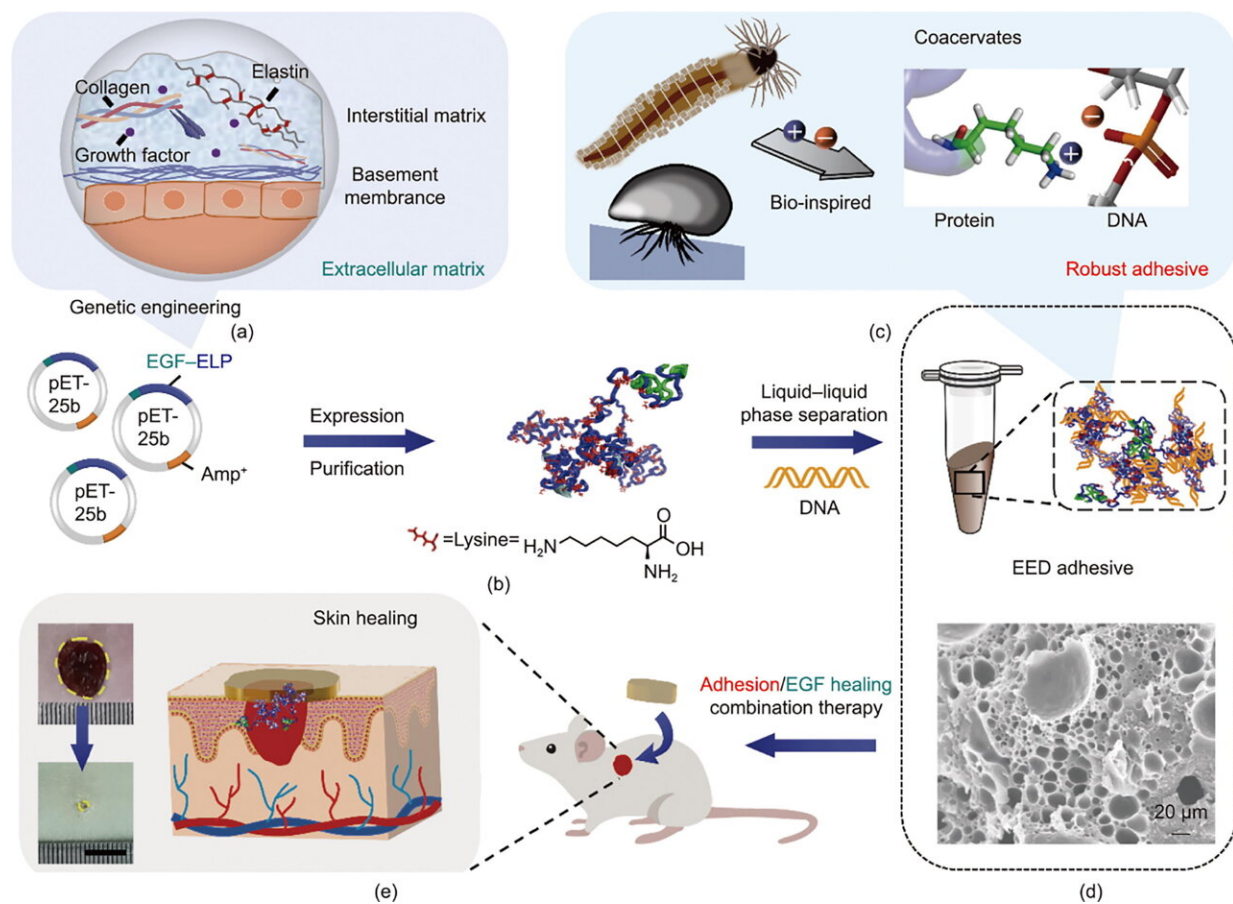 Collagen
Elastin
Growth factor
Interstitial matrix
Basement
membrance
Extracellular matrix
Coacervates
+
−
Bio-inspired
−
+
Protein
DNA
Robust adhesive
Genetic engineering
(a)
(c)
EGF–ELP
pET-
25b
pET-
25b
pET-
25b
Amp+
Expression
Purification
Liquid–liquid
phase separation
DNA
=Lysine=
H2N
O
OH
NH2
(b)
EED adhesive
Skin healing
Adhesion/EGF healing
combination therapy
20 μm
(e)
(d)